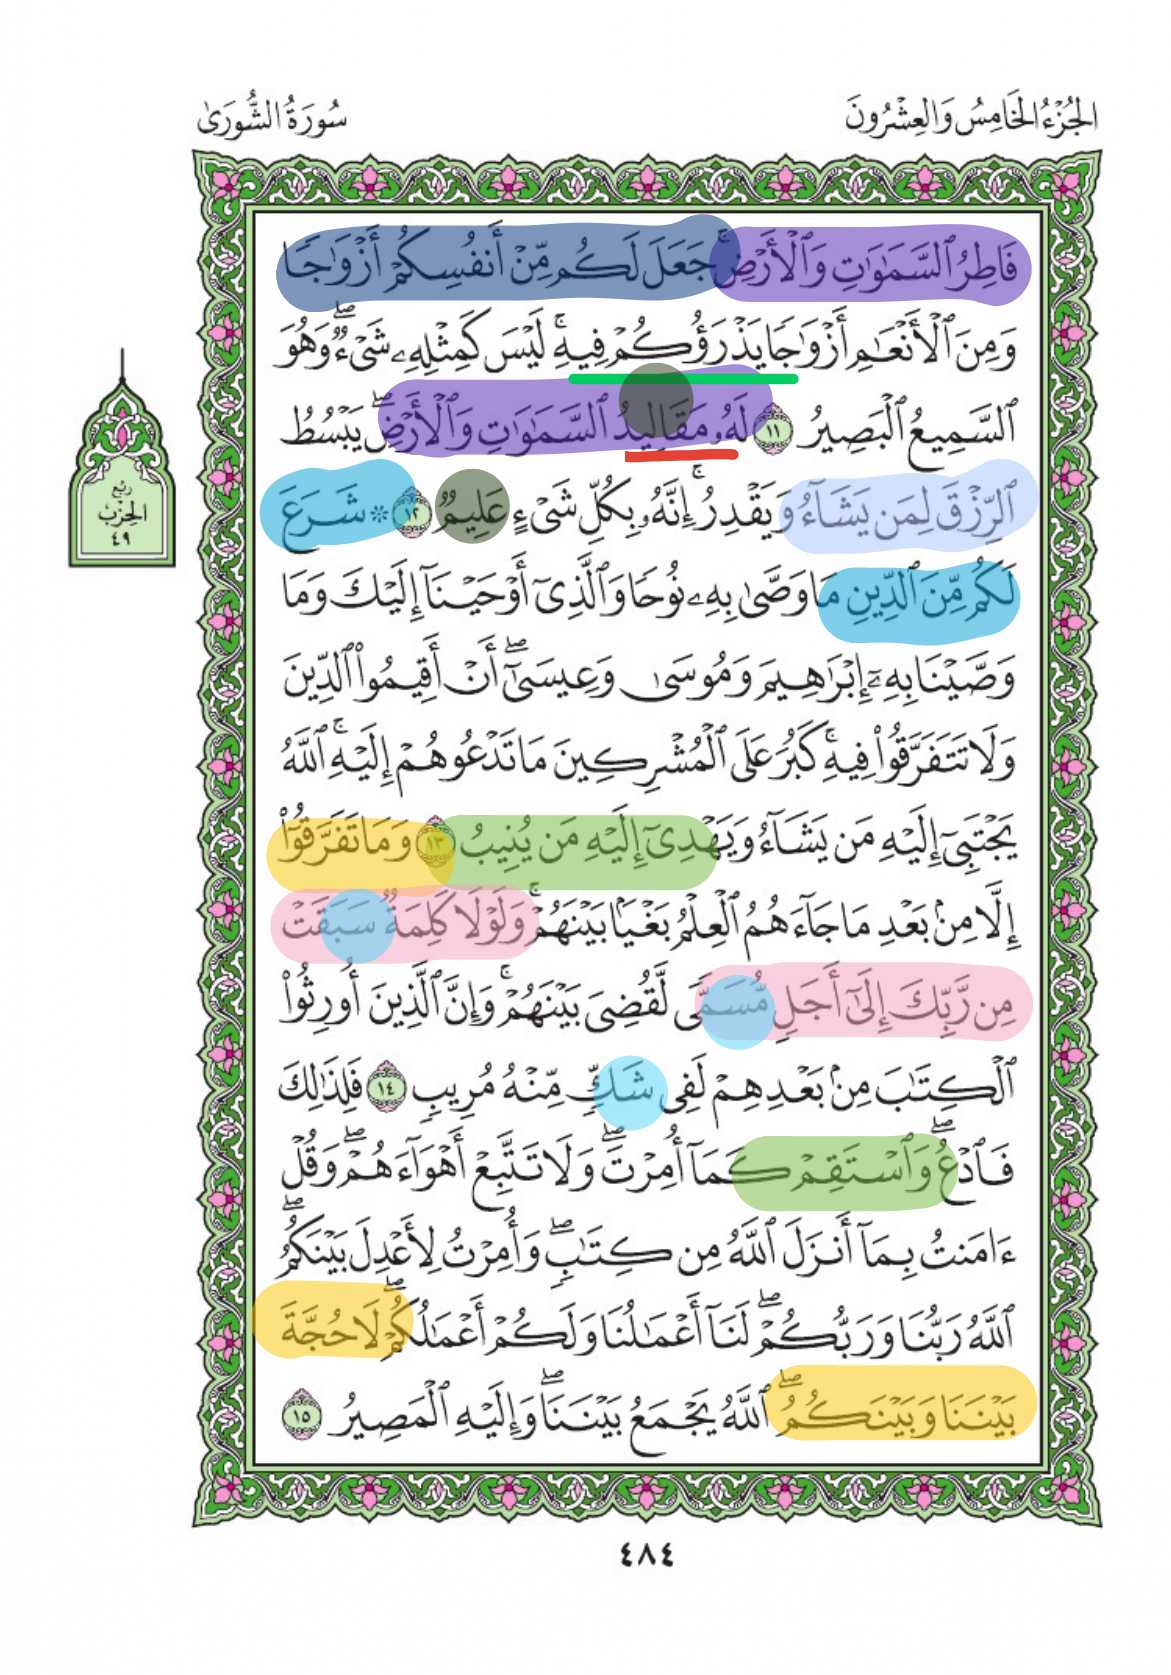 الجُزْءُ الخَامِسُ وَالعِشْرُونَ
سُورَةُ الشُّورَىٰ
فَاطِرُ ٱلسَّمَٰوَٰتِ وَٱلْأَرْضِۚ جَعَلَ لَكُم مِّنْ أَنفُسِكُمْ أَزْوَٰجًا
وَمِنَ ٱلْأَنْعَٰمِ أَزْوَٰجًا يَذْرَؤُكُمْ فِيهِۚ لَيْسَ كَمِثْلِهِۦ شَىْءٌۖ وَهُوَ
ٱلسَّمِيعُ ٱلْبَصِيرُ ١١ لَهُۥ مَقَالِيدُ ٱلسَّمَٰوَٰتِ وَٱلْأَرْضِۖ يَبْسُطُ
ٱلرِّزْقَ لِمَن يَشَآءُ وَيَقْدِرُۚ إِنَّهُۥ بِكُلِّ شَىْءٍ عَلِيمٌ ١٢ ۞ شَرَعَ
لَكُم مِّنَ ٱلدِّينِ مَا وَصَّىٰ بِهِۦ نُوحًا وَٱلَّذِىٓ أَوْحَيْنَآ إِلَيْكَ وَمَا
وَصَّيْنَا بِهِۦٓ إِبْرَٰهِيمَ وَمُوسَىٰ وَعِيسَىٰٓۖ أَنْ أَقِيمُوا۟ ٱلدِّينَ
وَلَا تَتَفَرَّقُوا۟ فِيهِۚ كَبُرَ عَلَى ٱلْمُشْرِكِينَ مَا تَدْعُوهُمْ إِلَيْهِۚ ٱللَّهُ
يَجْتَبِىٓ إِلَيْهِ مَن يَشَآءُ وَيَهْدِىٓ إِلَيْهِ مَن يُنِيبُ ١٣ وَمَا تَفَرَّقُوٓا۟
إِلَّا مِنۢ بَعْدِ مَا جَآءَهُمُ ٱلْعِلْمُ بَغْيًۢا بَيْنَهُمْۚ وَلَوْلَا كَلِمَةٌ سَبَقَتْ
مِن رَّبِّكَ إِلَىٰٓ أَجَلٍ مُّسَمًّى لَّقُضِىَ بَيْنَهُمْۚ وَإِنَّ ٱلَّذِينَ أُورِثُوا۟
ٱلْكِتَٰبَ مِنۢ بَعْدِهِمْ لَفِى شَكٍّ مِّنْهُ مُرِيبٍ ١٤ فَلِذَٰلِكَ
فَٱدْعُۖ وَٱسْتَقِمْ كَمَآ أُمِرْتَۖ وَلَا تَتَّبِعْ أَهْوَآءَهُمْۖ وَقُلْ
ءَامَنتُ بِمَآ أَنزَلَ ٱللَّهُ مِن كِتَٰبٍۖ وَأُمِرْتُ لِأَعْدِلَ بَيْنَكُمُۖ
ٱللَّهُ رَبُّنَا وَرَبُّكُمْۖ لَنَآ أَعْمَٰلُنَا وَلَكُمْ أَعْمَٰلُكُمْۖ لَا حُجَّةَ
بَيْنَنَا وَبَيْنَكُمُۖ ٱللَّهُ يَجْمَعُ بَيْنَنَاۖ وَإِلَيْهِ ٱلْمَصِيرُ ١٥
رُبْع
الحِزْب
٤٩
٤٨٤